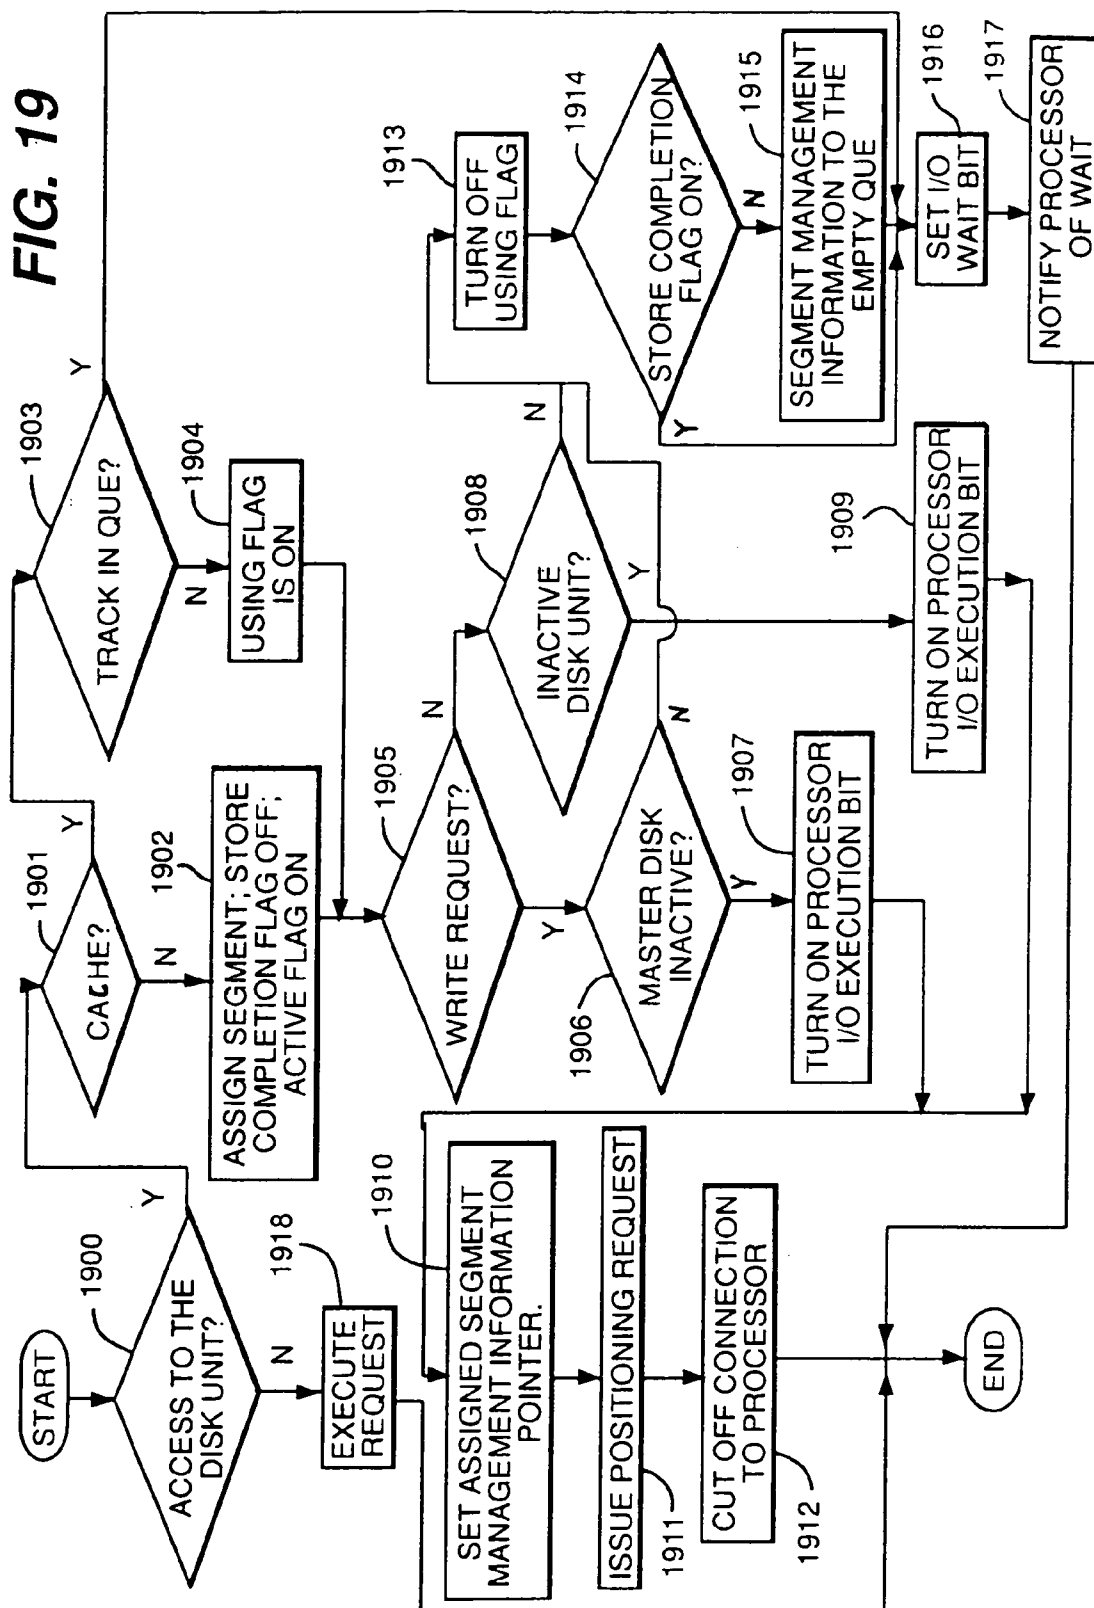 FIG. 19
START
1900
ACCESS TO THE
DISK UNIT?
Y
N
1918
EXECUTE
REQUEST
1901
CACHE?
Y
N
1902
ASSIGN SEGMENT; STORE
COMPLETION FLAG OFF;
ACTIVE FLAG ON
1903
TRACK IN QUE?
Y
N
1904
USING FLAG
IS ON
1905
WRITE REQUEST?
N
Y
1906
MASTER DISK
INACTIVE?
N
Y
1907
TURN ON PROCESSOR
I/O EXECUTION BIT
1908
INACTIVE
DISK UNIT?
N
Y
1909
TURN ON PROCESSOR
I/O EXECUTION BIT
1910
SET ASSIGNED SEGMENT
MANAGEMENT INFORMATION
POINTER.
ISSUE POSITIONING REQUEST
1911
CUT OFF CONNECTION
TO PROCESSOR
1912
1913
TURN OFF
USING FLAG
1914
STORE COMPLETION
FLAG ON?
Y
N
1915
SEGMENT MANAGEMENT
INFORMATION TO THE
EMPTY QUE
1916
SET I/O
WAIT BIT
1917
NOTIFY PROCESSOR
OF WAIT
END